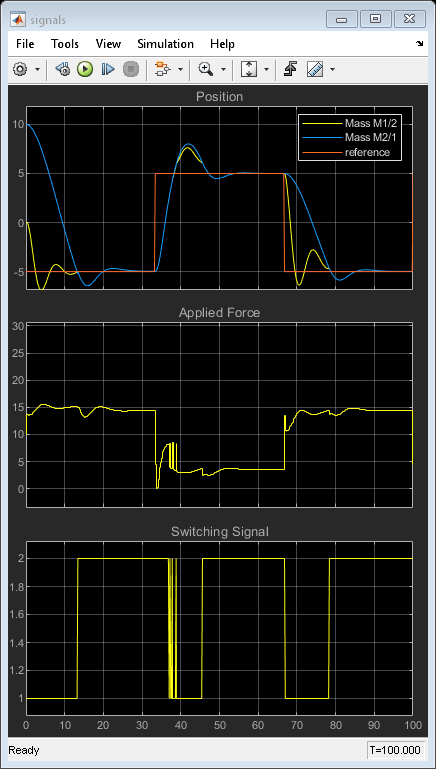 signals
File Tools View Simulation Help
Position
Mass M1/2
Mass M2/1
reference
10
5
0
-5
Applied Force
30
25
20
15
10
5
0
Switching Signal
2
1.8
1.6
1.4
1.2
1
0 10 20 30 40 50 60 70 80 90 100
Ready T=100.000